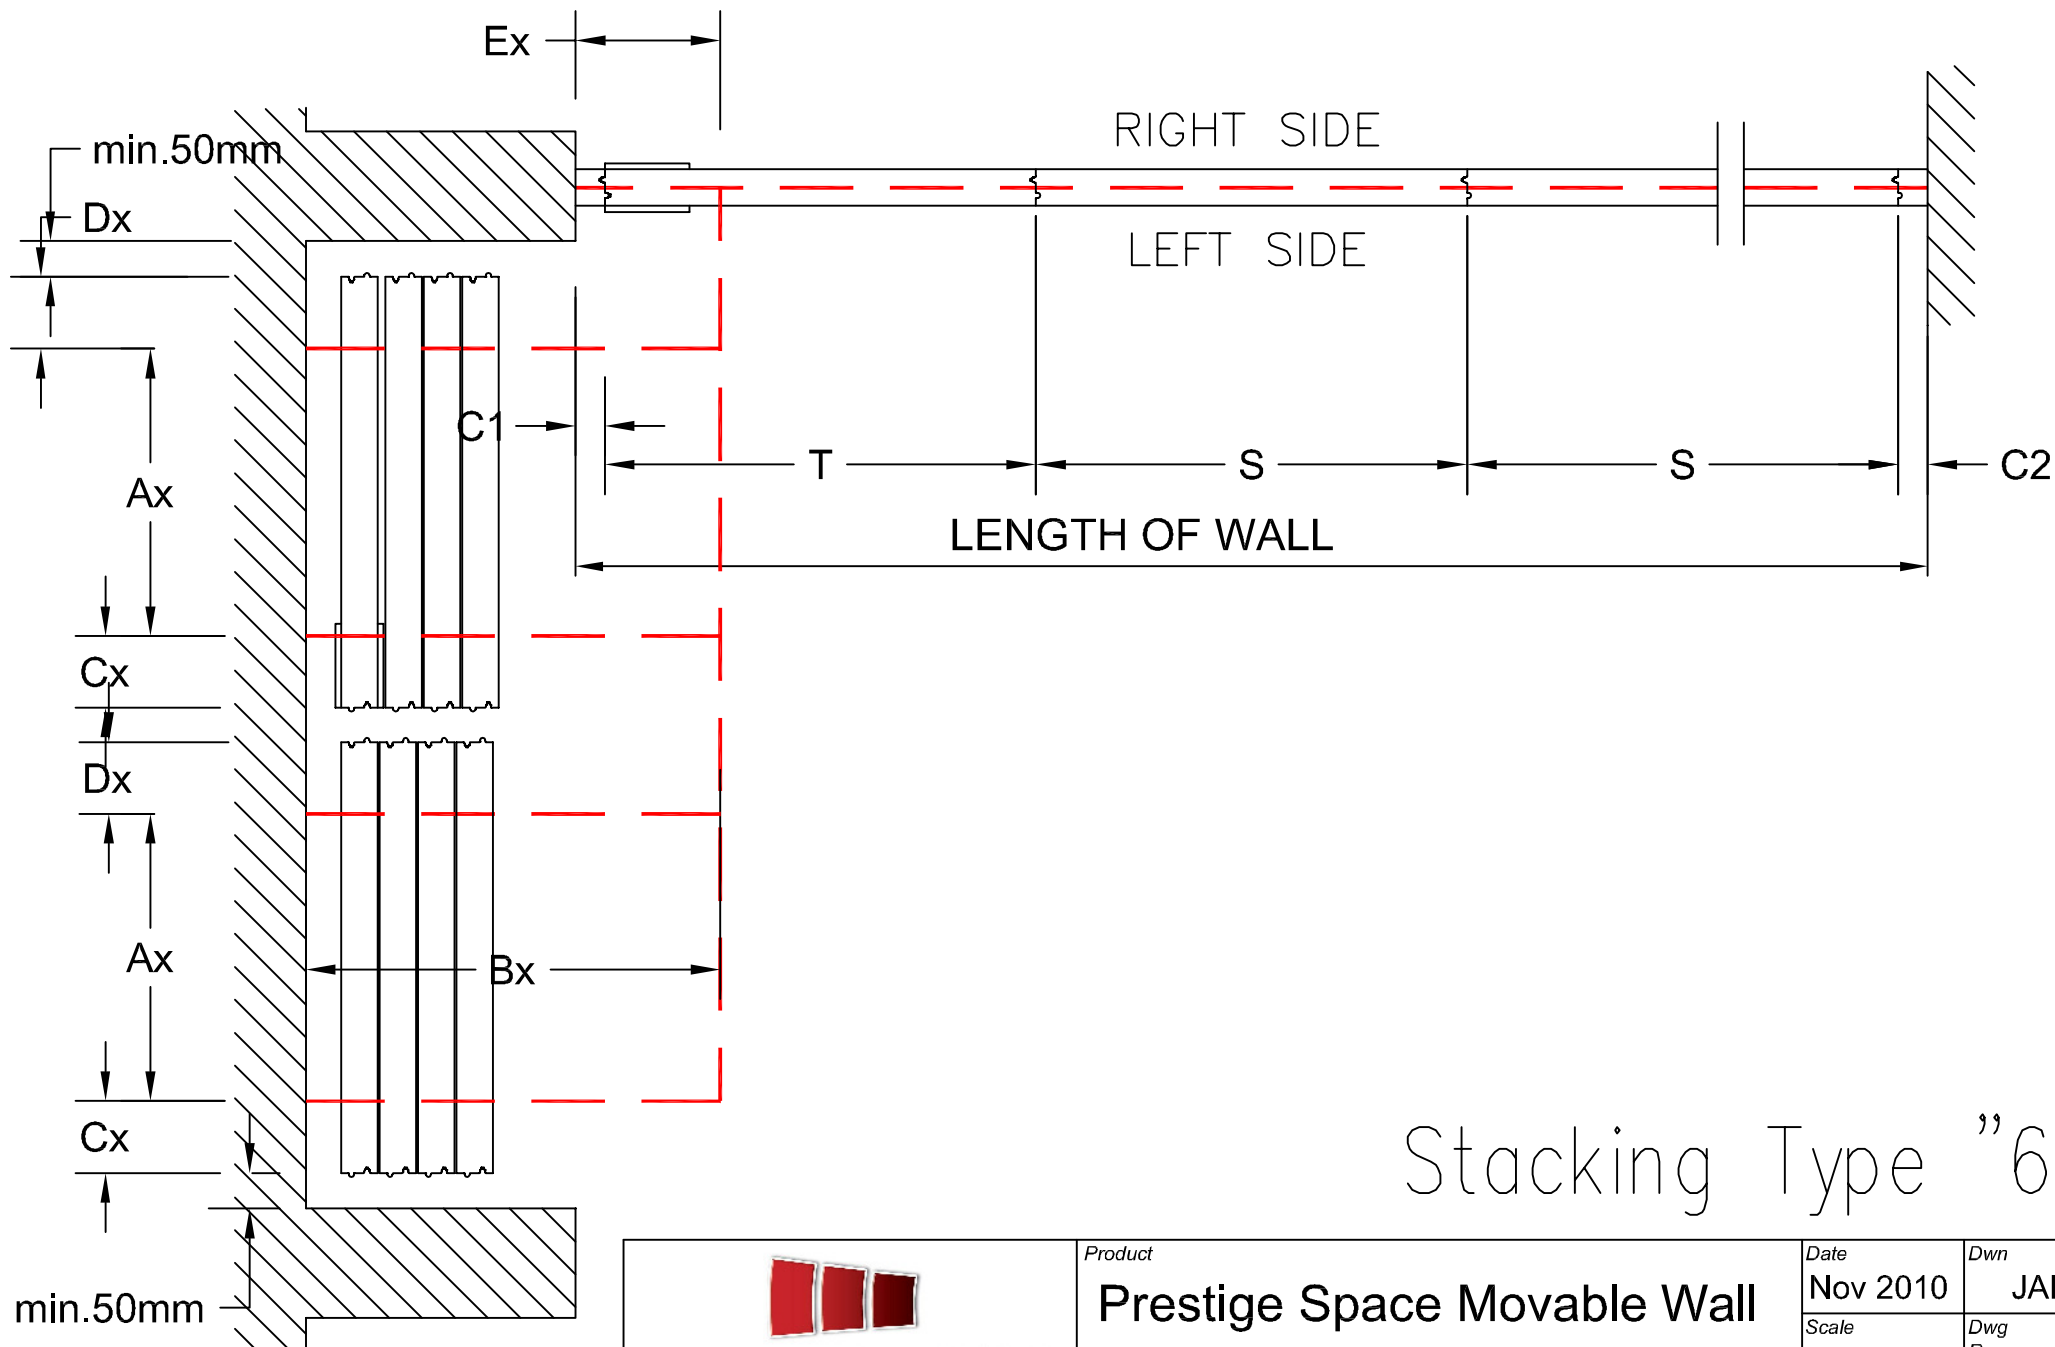 Ex
RIGHT SIDE
min.50mm
Dx
LEFT SIDE
C1
T
S
S
C2
Ax
LENGTH OF WALL
Cx
Dx
Ax
Bx
Cx
Stacking Type "6
min.50mm
Product
Prestige Space Movable Wall
Date
Nov 2010
Dwn
Scale
Dwg